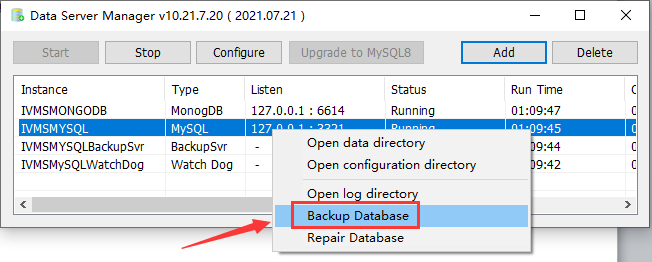 Data Server Manager v10.21.7.20 ( 2021.07.21 )
Start Stop Configure Upgrade to MySQL8 Add Delete
Instance Type Listen Status Run Time
IVMSMONGODB MonogDB 127.0.0.1 : 6614 Running 01:09:47
IVMSMYSQL MySQL 127.0.0.1 : 3321 Running 01:09:45
IVMSMYSQLBackupSvr BackupSvr - 01:09:44
IVMSMySQLWatchDog Watch Dog - 01:09:42
Open data directory
Open configuration directory
Open log directory
Backup Database
Repair Database